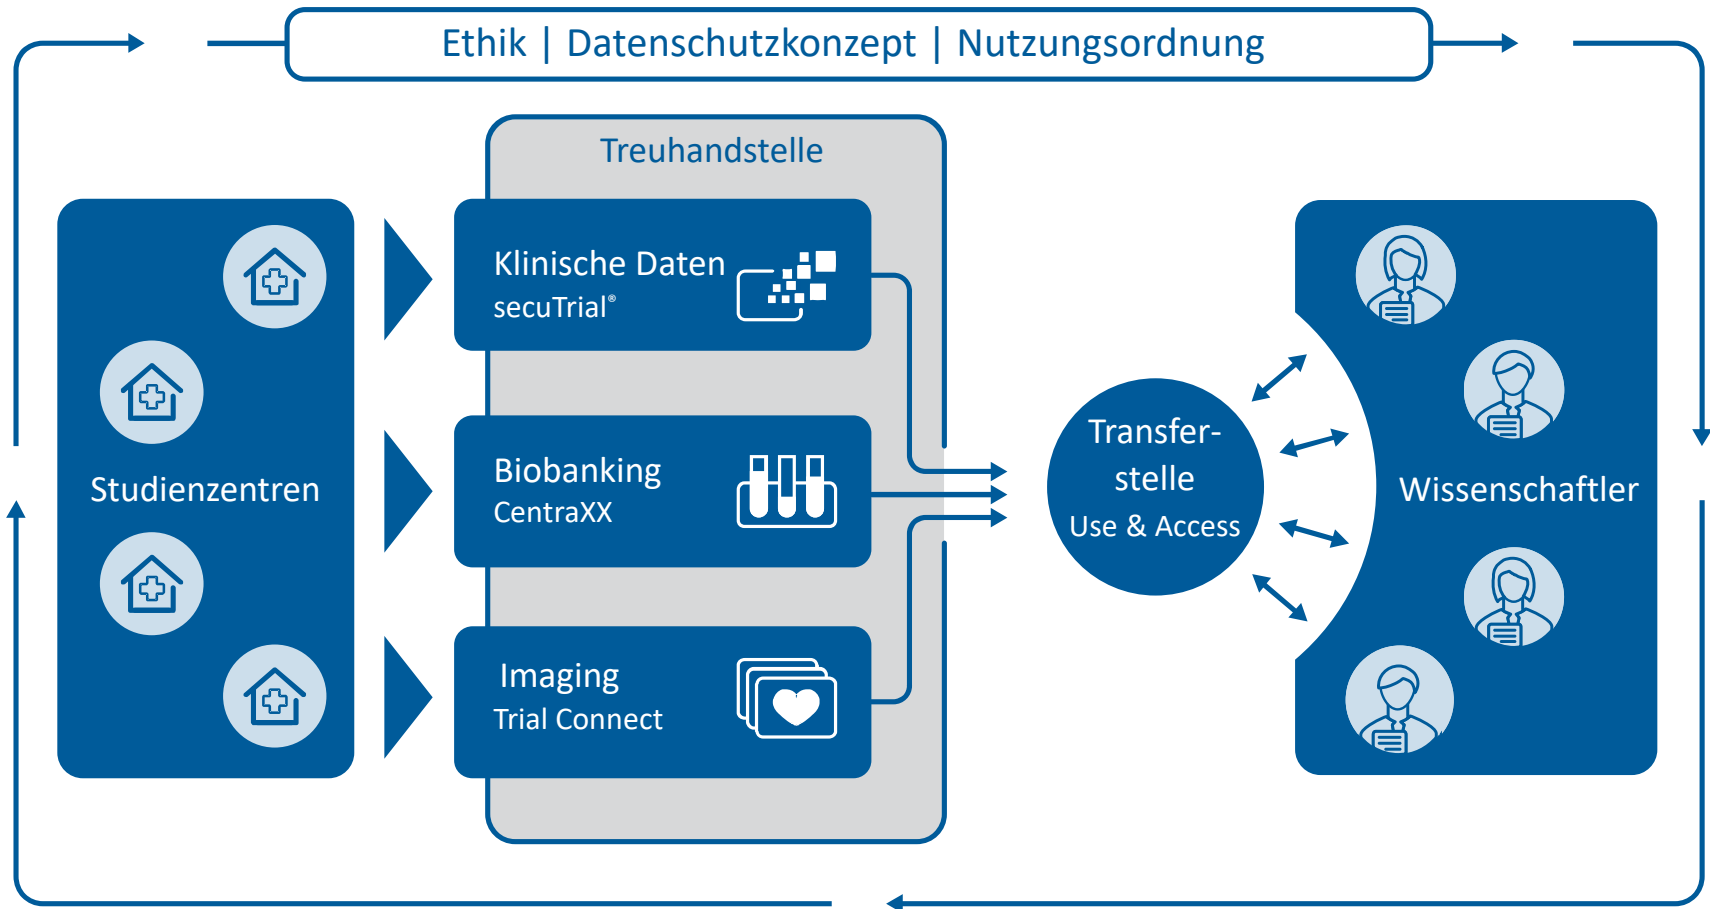 Ethik | Datenschutzkonzept | Nutzungsordnung
Treuhandstelle
Studienzentren
Klinische Daten
secuTrial®
Biobanking
CentraXX
Imaging
Trial Connect
Transfer-
stelle
Use & Access
Wissenschaftler